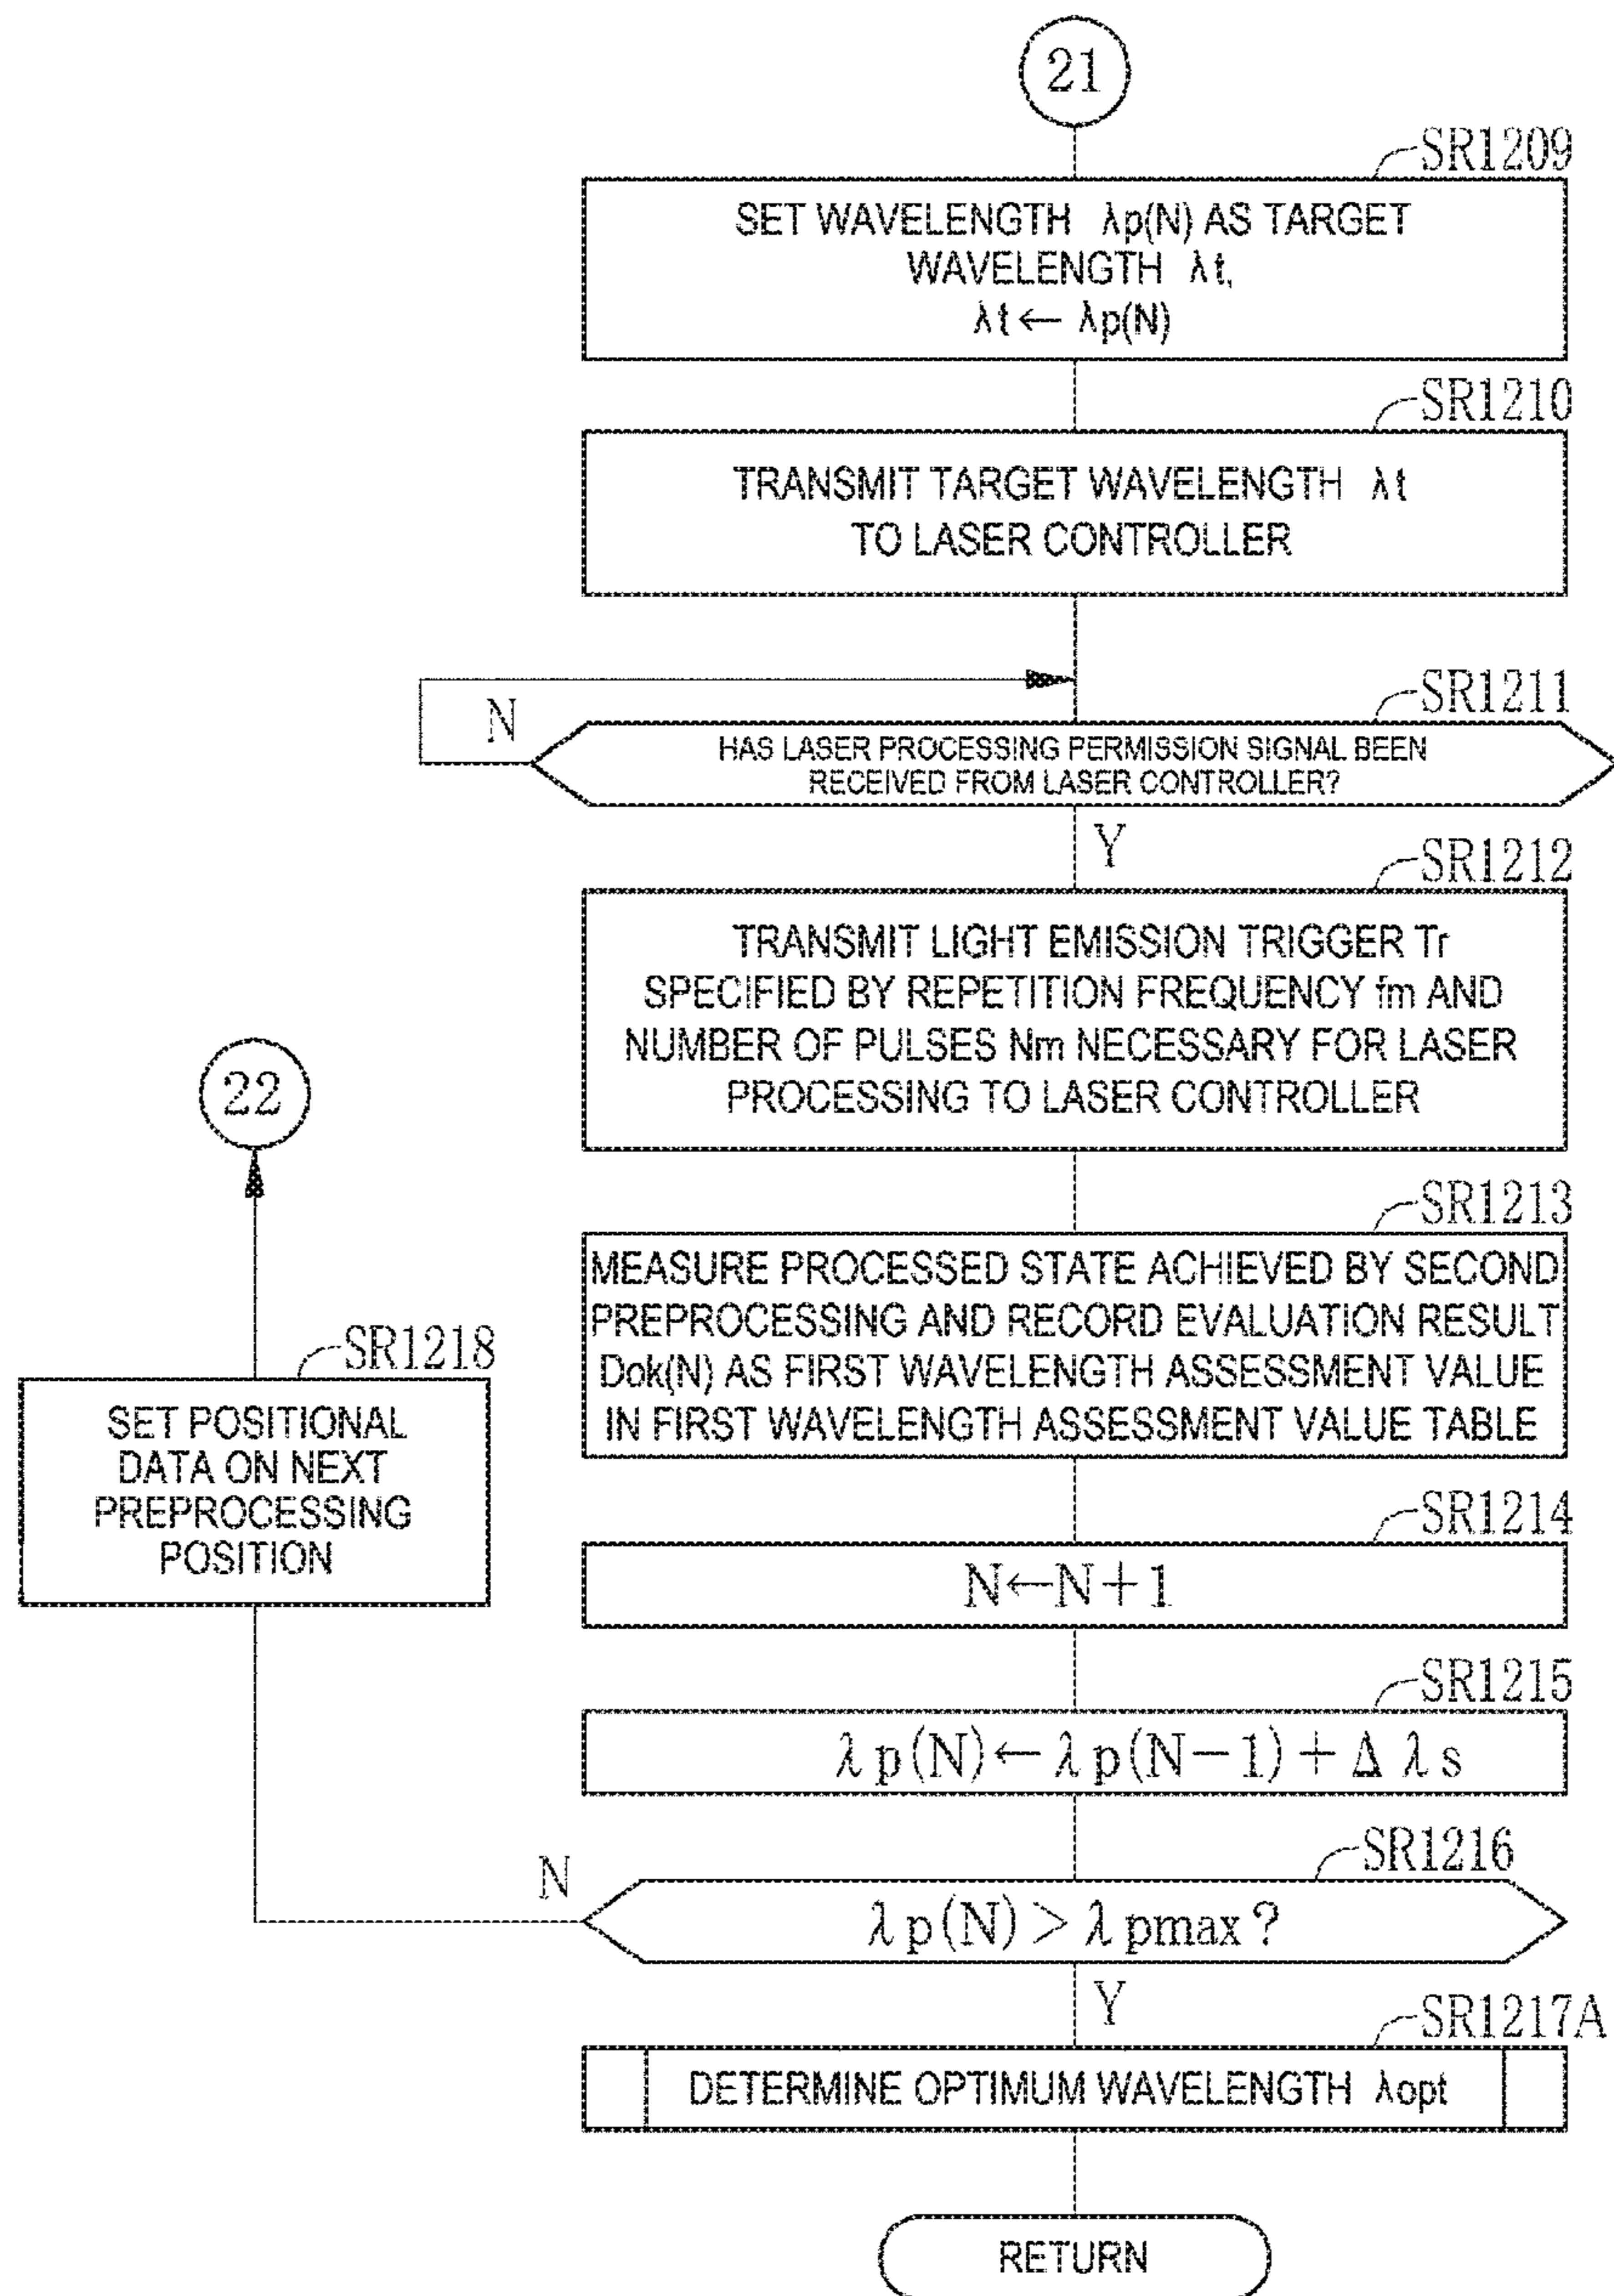 21
SR1209
SET WAVELENGTH λp(N) AS TARGET
WAVELENGTH λt,
λt ← λp(N)
SR1210
TRANSMIT TARGET WAVELENGTH λt
TO LASER CONTROLLER
N
SR1211
HAS LASER PROCESSING PERMISSION SIGNAL BEEN
RECEIVED FROM LASER CONTROLLER?
Y
SR1212
TRANSMIT LIGHT EMISSION TRIGGER Tr
SPECIFIED BY REPETITION FREQUENCY fm AND
NUMBER OF PULSES Nm NECESSARY FOR LASER
PROCESSING TO LASER CONTROLLER
22
SR1213
MEASURE PROCESSED STATE ACHIEVED BY SECOND
PREPROCESSING AND RECORD EVALUATION RESULT
Dok(N) AS FIRST WAVELENGTH ASSESSMENT VALUE
IN FIRST WAVELENGTH ASSESSMENT VALUE TABLE
SR1218
SET POSITIONAL
DATA ON NEXT
PREPROCESSING
POSITION
SR1214
N←N+1
SR1215
λp(N)←λp(N−1)+Δλs
SR1216
N
λp(N)>λpmax?
Y
SR1217A
DETERMINE OPTIMUM WAVELENGTH λopt
RETURN